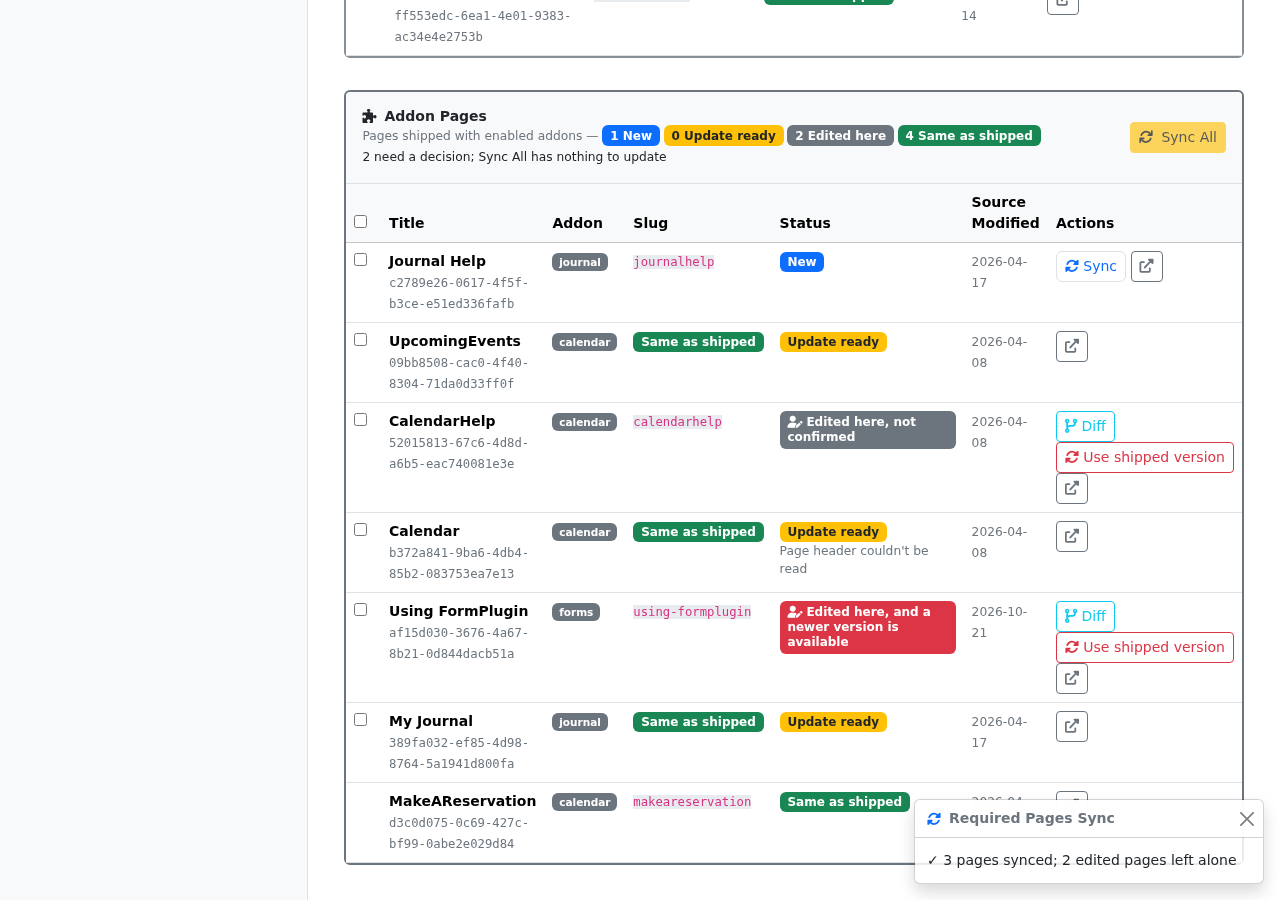 ff553edc-6ea1-4e01-9383-
ac34e4e2753b
14
Addon Pages
Pages shipped with enabled addons — 1 New 0 Update ready 2 Edited here 4 Same as shipped
2 need a decision; Sync All has nothing to update
Sync All
Title Addon Slug Status Source Modified Actions
Journal Help journal journalhelp New 2026-04-17 Sync
c2789e26-0617-4f5f-
b3ce-e51ed336fafb
UpcomingEvents calendar Same as shipped Update ready 2026-04-08
09bb8508-cac0-4f40-
8304-71da0d33ff0f
CalendarHelp calendar calendarhelp Edited here, not confirmed 2026-04-08 Diff
52015813-67c6-4d8d-
a6b5-eac740081e3e
Use shipped version
Calendar calendar Same as shipped Update ready 2026-04-08
b372a841-9ba6-4db4-
85b2-083753ea7e13
Page header couldn't be
read
Using FormPlugin forms using-formplugin Edited here, and a newer version is available 2026-10-21 Diff
af15d030-3676-4a67-
8b21-0d844dacb51a
Use shipped version
My Journal journal Same as shipped Update ready 2026-04-17
389fa032-ef85-4d98-
8764-5a1941d800fa
MakeAReservation calendar makeareservation Same as shipped
d3c0d075-0c69-427c-
bf99-0abe2e029d84
Required Pages Sync
✓ 3 pages synced; 2 edited pages left alone